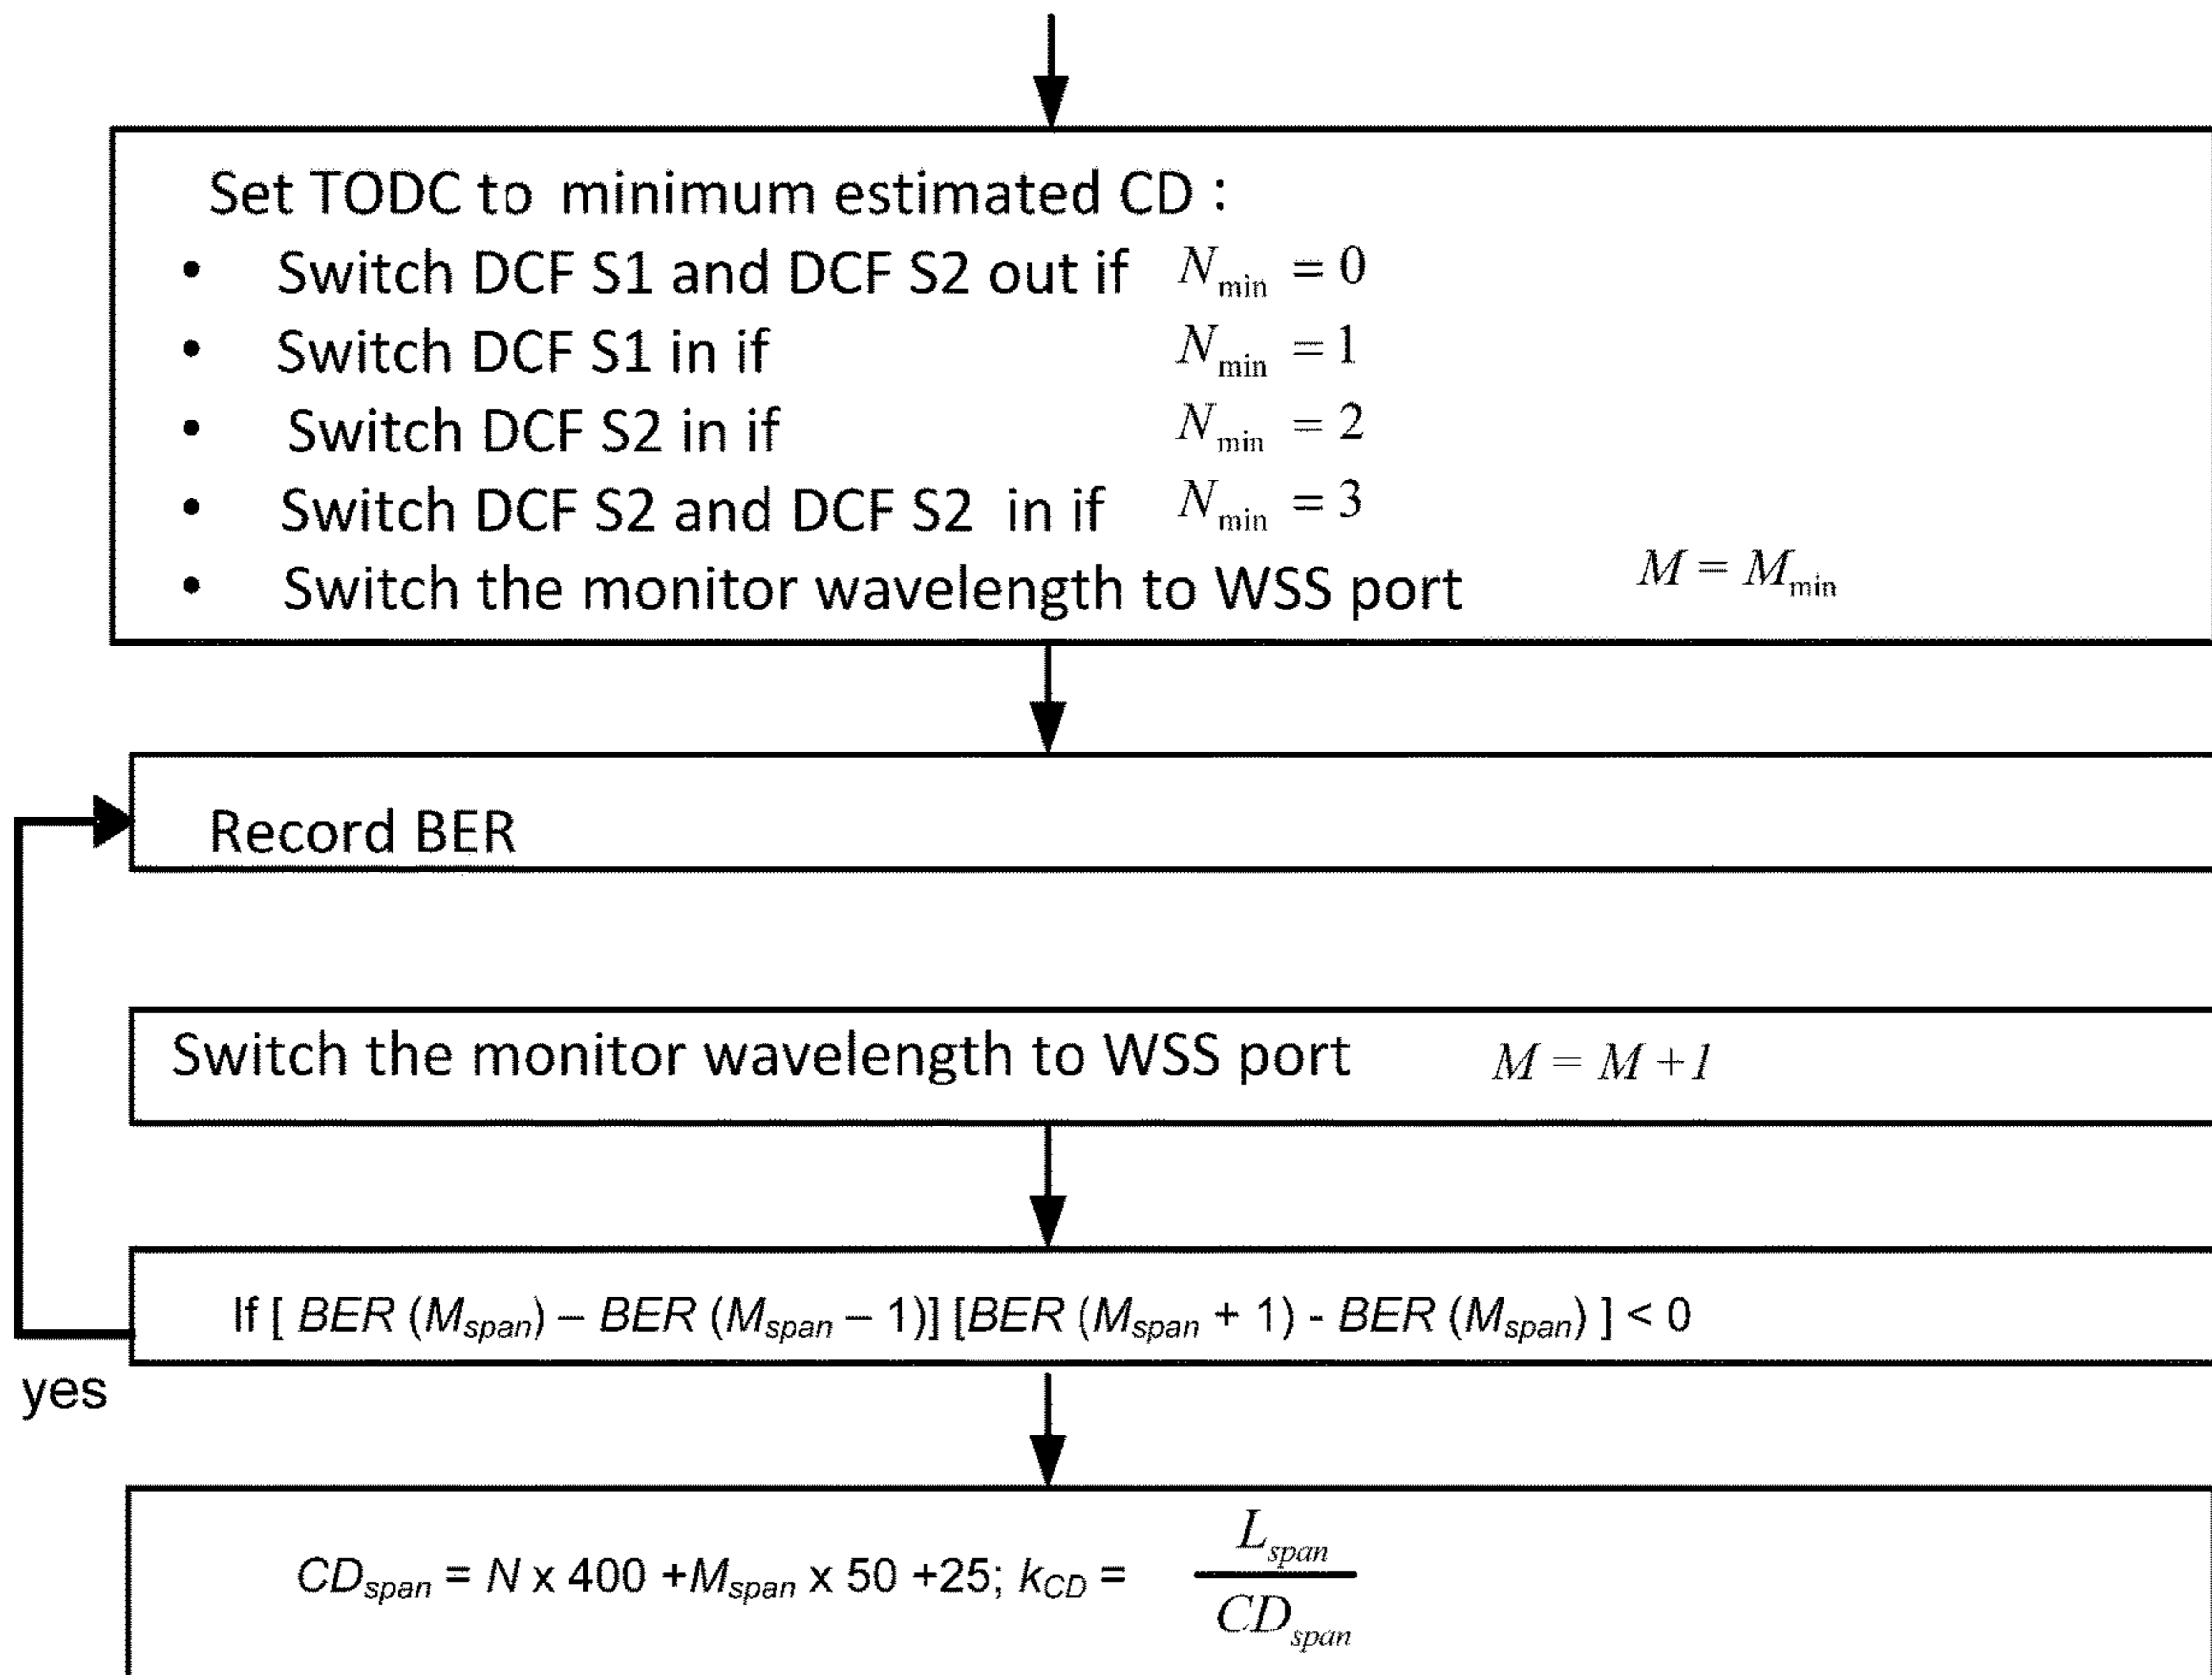 Set TODC to minimum estimated CD :
• Switch DCF S1 and DCF S2 out if N_min = 0
• Switch DCF S1 in if N_min = 1
• Switch DCF S2 in if N_min = 2
• Switch DCF S2 and DCF S2 in if N_min = 3
• Switch the monitor wavelength to WSS port M = M_min
Record BER
Switch the monitor wavelength to WSS port M = M + 1
If [ BER (M_span) – BER (M_span – 1)] [BER (M_span + 1) - BER (M_span) ] < 0
yes
CD_span = N x 400 +M_span x 50 +25; k_CD = L_span / CD_span